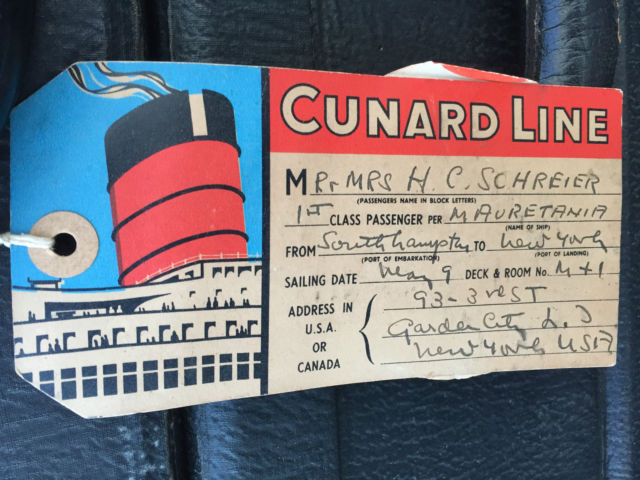 CUNARD LINE
MR & MRS H. C. SCHREIER
(PASSENGERS NAME IN BLOCK LETTERS)
1ST CLASS PASSENGER PER MAURETANIA
(NAME OF SHIP)
FROM Southampton TO New York
(PORT OF EMBARKATION) (PORT OF LANDING)
SAILING DATE May 9 DECK & ROOM No. M+1
ADDRESS IN 93-3rd ST
U.S.A. Garden City L.I
OR New York USA
CANADA